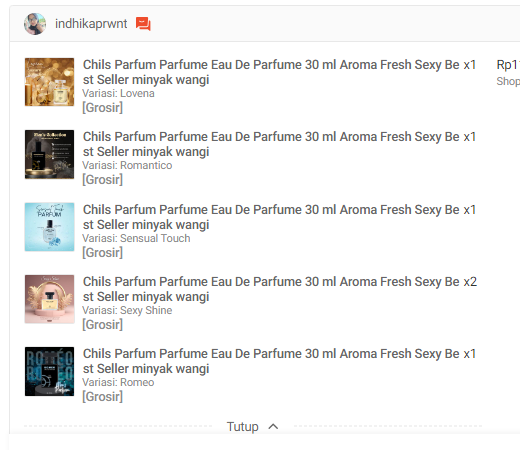 indhikaprwnt
Chils Parfum Parfume Eau De Parfume 30 ml Aroma Fresh Sexy Be x1
st Seller minyak wangi
Variasi: Lovena
[Grosir]
Rp11
Shop
Chils Parfum Parfume Eau De Parfume 30 ml Aroma Fresh Sexy Be x1
st Seller minyak wangi
Variasi: Romantico
[Grosir]
Chils Parfum Parfume Eau De Parfume 30 ml Aroma Fresh Sexy Be x1
st Seller minyak wangi
Variasi: Sensual Touch
[Grosir]
PARFUM
Chils Parfum Parfume Eau De Parfume 30 ml Aroma Fresh Sexy Be x2
st Seller minyak wangi
Variasi: Sexy Shine
[Grosir]
ROMEO
Chils Parfum Parfume Eau De Parfume 30 ml Aroma Fresh Sexy Be x1
st Seller minyak wangi
Variasi: Romeo
[Grosir]
Tutup